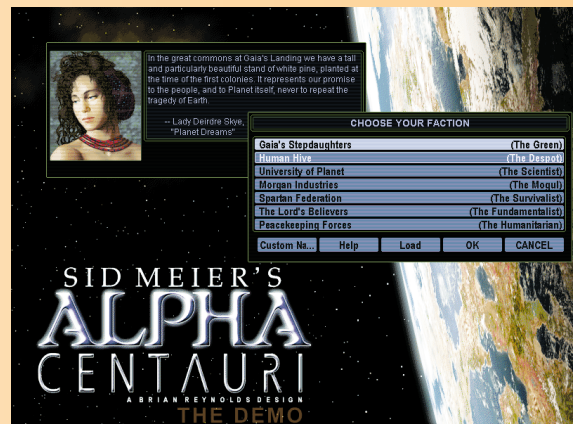 In the great commons at Gaia's Landing we have a tall
and particularly beautiful stand of white pine, planted at
the time of the first colonies. It represents our promise
to the people, and to Planet itself, never to repeat the
tragedy of Earth.
-- Lady Deirdre Skye,
"Planet Dreams"
CHOOSE YOUR FACTION
Gaia's Stepdaughters (The Green)
Human Hive (The Despot)
University of Planet (The Scientist)
Morgan Industries (The Mogul)
Spartan Federation (The Survivalist)
The Lord's Believers (The Fundamentalist)
Peacekeeping Forces (The Humanitarian)
Custom Na... Help Load OK CANCEL
SID MEIER'S
ALPHA
CENTAURI
A BRIAN REYNOLDS DESIGN
THE DEMO